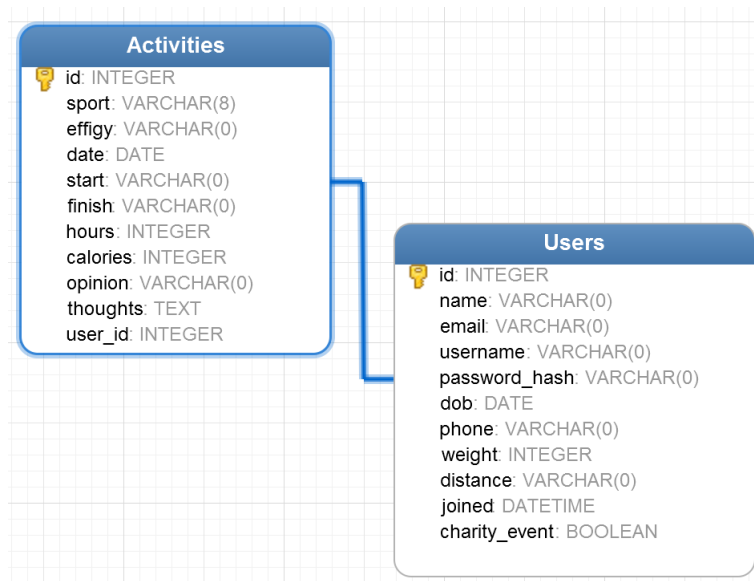 Activities
id: INTEGER
sport: VARCHAR(8)
effigy: VARCHAR(0)
date: DATE
start: VARCHAR(0)
finish: VARCHAR(0)
hours: INTEGER
calories: INTEGER
opinion: VARCHAR(0)
thoughts: TEXT
user_id: INTEGER
Users
id: INTEGER
name: VARCHAR(0)
email: VARCHAR(0)
username: VARCHAR(0)
password_hash: VARCHAR(0)
dob: DATE
phone: VARCHAR(0)
weight: INTEGER
distance: VARCHAR(0)
joined: DATETIME
charity_event: BOOLEAN